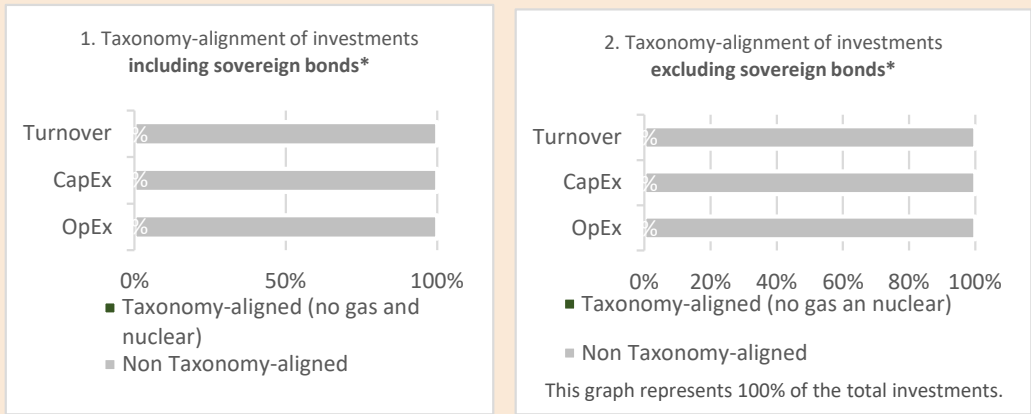 1. Taxonomy-alignment of investments
including sovereign bonds*
Turnover
%
CapEx
%
OpEx
%
0% 50% 100%
Taxonomy-aligned (no gas and
nuclear)
Non Taxonomy-aligned
2. Taxonomy-alignment of investments
excluding sovereign bonds*
Turnover
%
CapEx
%
OpEx
%
0% 20% 40% 60% 80% 100%
Taxonomy-aligned (no gas an nuclear)
Non Taxonomy-aligned
This graph represents 100% of the total investments.